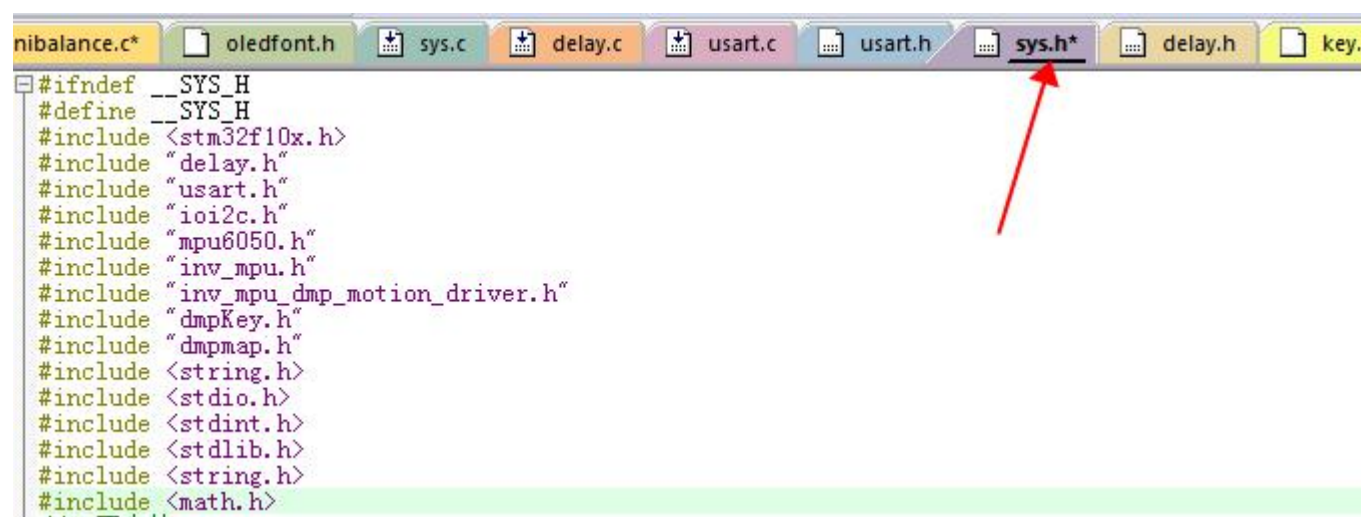 nibalance.c* oledfont.h sys.c delay.c usart.c usart.h sys.h* delay.h key.
#ifndef __SYS_H
#define __SYS_H
#include <stm32f10x.h>
#include "delay.h"
#include "usart.h"
#include "ioi2c.h"
#include "mpu6050.h"
#include "inv_mpu.h"
#include "inv_mpu_dmp_motion_driver.h"
#include "dmpKey.h"
#include "dmpmap.h"
#include <string.h>
#include <stdio.h>
#include <stdint.h>
#include <stdlib.h>
#include <string.h>
#include <math.h>